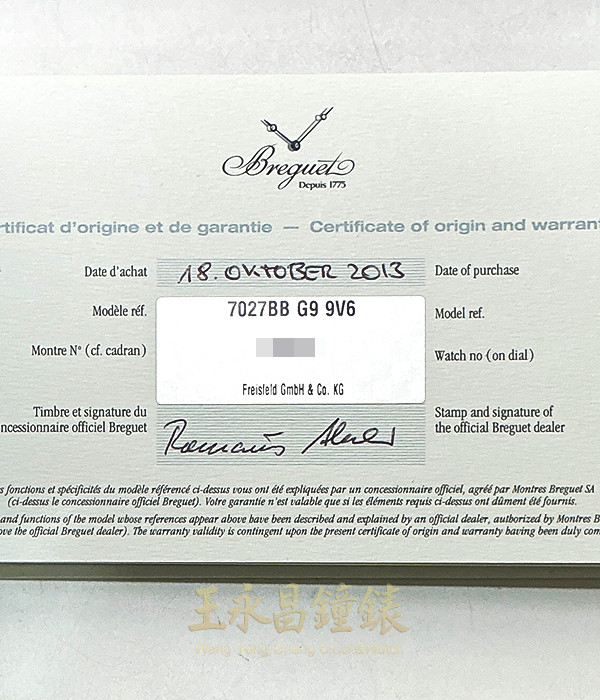 Breguet
Depuis 1775
rtificat d'origine et de garantie — Certificate of origin and warrant
Date d'achat 18. OKTOBER 2013 Date of purchase
Modèle réf. 7027BB G9 9V6 Model ref.
Montre N° (cf. cadran) Watch no (on dial)
Freisfeld GmbH & Co. KG
Timbre et signature du Stamp and signature of
ncessionnaire officiel Breguet the official Breguet dealer
s fonctions et spécificités du modèle référencé ci-dessus vous ont été expliquées par un concessionnaire officiel, agréé par Montres Breguet SA
(ci-dessus le concessionnaire officiel Breguet). Votre garantie n'est valable que si les éléments requis ci-dessus ont dûment été fournis.
and functions of the model whose references appear above have been described and explained by an official dealer, authorized by Montres B
ove the official Breguet dealer). The warranty validity is contingent upon the present certificate of origin and warranty having been duly com
王永昌鐘錶